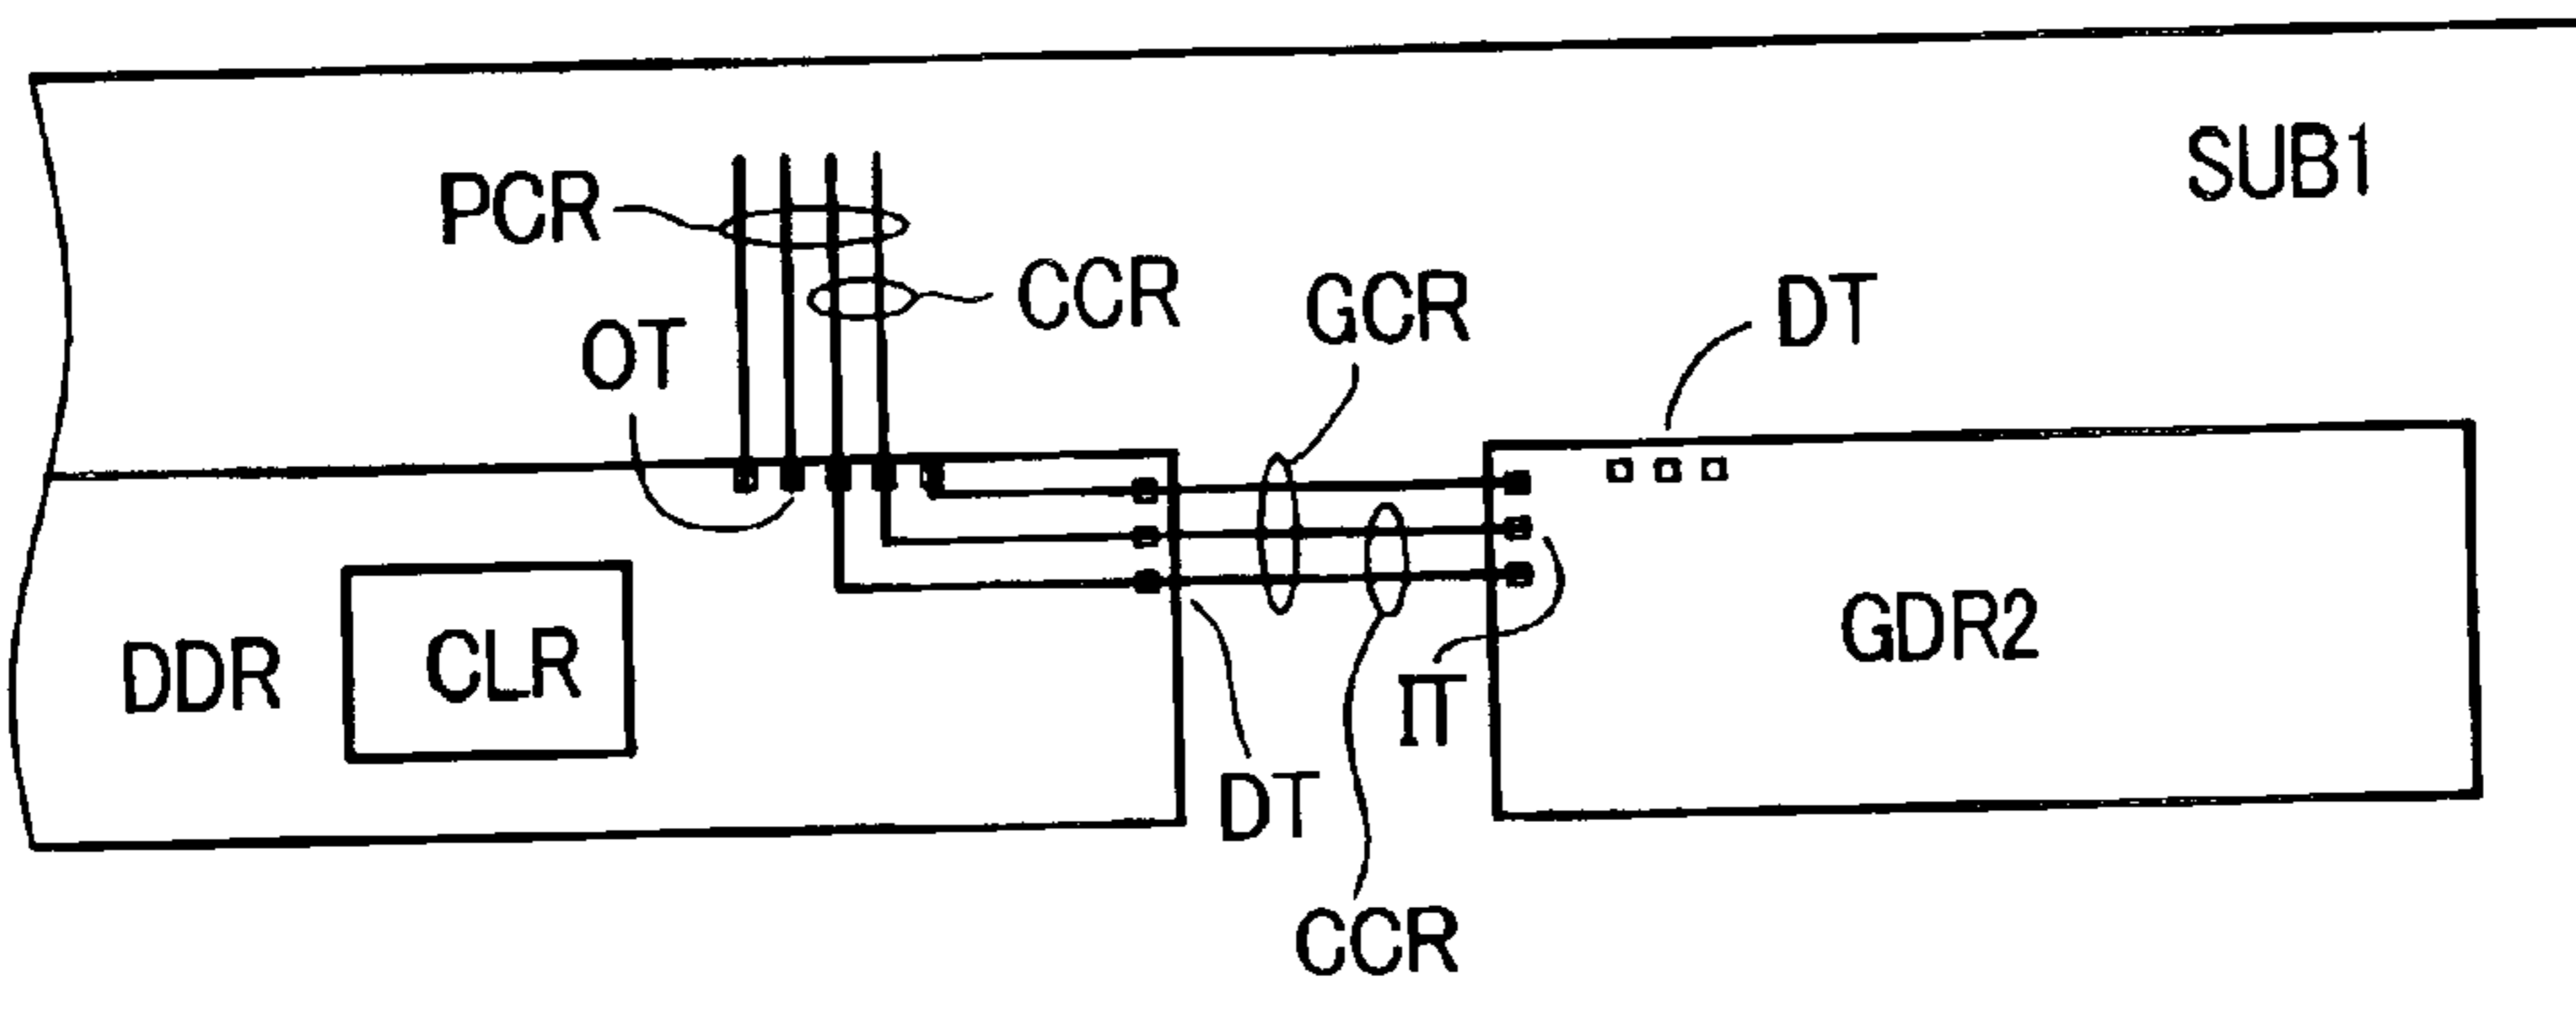 SUB1
PCR
CCR
GCR
DT
OT
DDR
CLR
IT
GDR2
DT
CCR